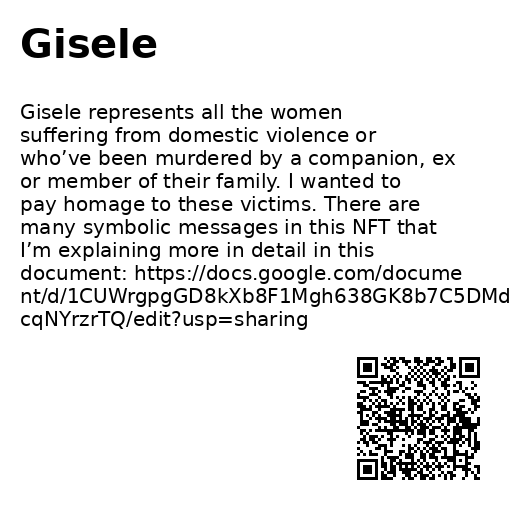 Gisele
Gisele represents all the women
suffering from domestic violence or
who’ve been murdered by a companion, ex
or member of their family. I wanted to
pay homage to these victims. There are
many symbolic messages in this NFT that
I’m explaining more in detail in this
document: https://docs.google.com/docume
nt/d/1CUWrgpgGD8kXb8F1Mgh638GK8b7C5DMd
cqNYrzrTQ/edit?usp=sharing